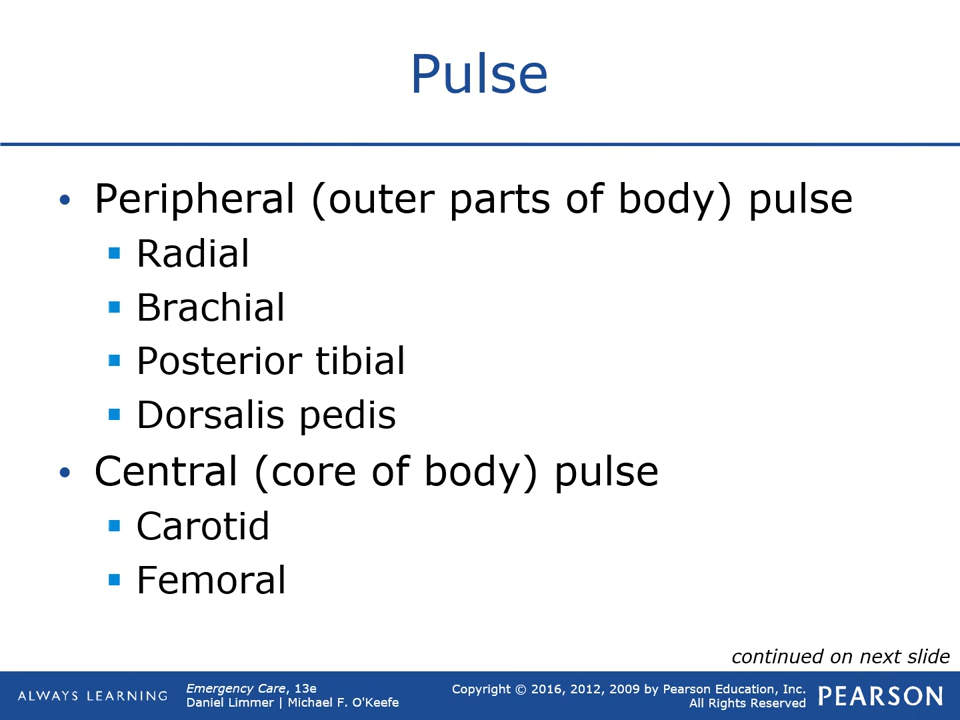 Pulse
• Peripheral (outer parts of body) pulse
▪ Radial
▪ Brachial
▪ Posterior tibial
▪ Dorsalis pedis
• Central (core of body) pulse
▪ Carotid
▪ Femoral
continued on next slide
ALWAYS LEARNING
Emergency Care, 13e
Daniel Limmer | Michael F. O'Keefe
Copyright © 2016, 2012, 2009 by Pearson Education, Inc.
All Rights Reserved
PEARSON